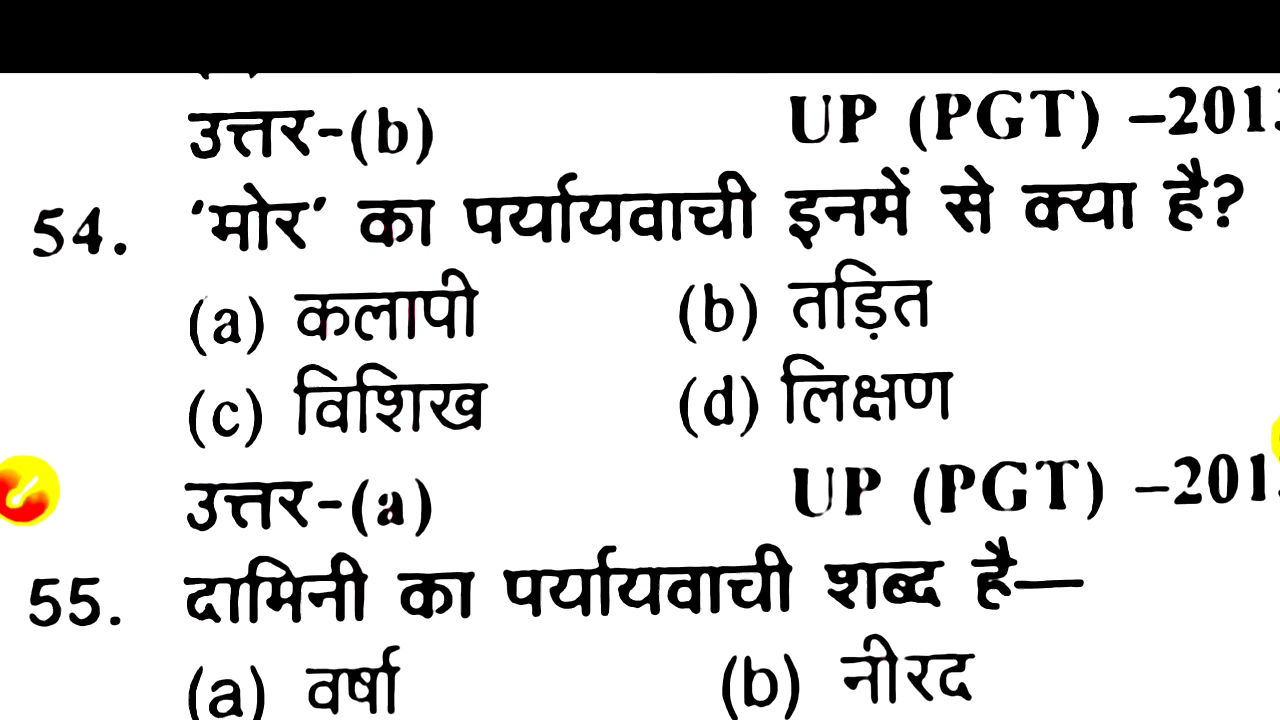 उत्तर-(b) UP (PGT) –201
54. 'मोर' का पर्यायवाची इनमें से क्या है?
(a) कलापी (b) तड़ित
(c) विशिख (d) लिक्षण
उत्तर-(a) UP (PGT) –201
55. दामिनी का पर्यायवाची शब्द है—
(a) वर्षा (b) नीरद